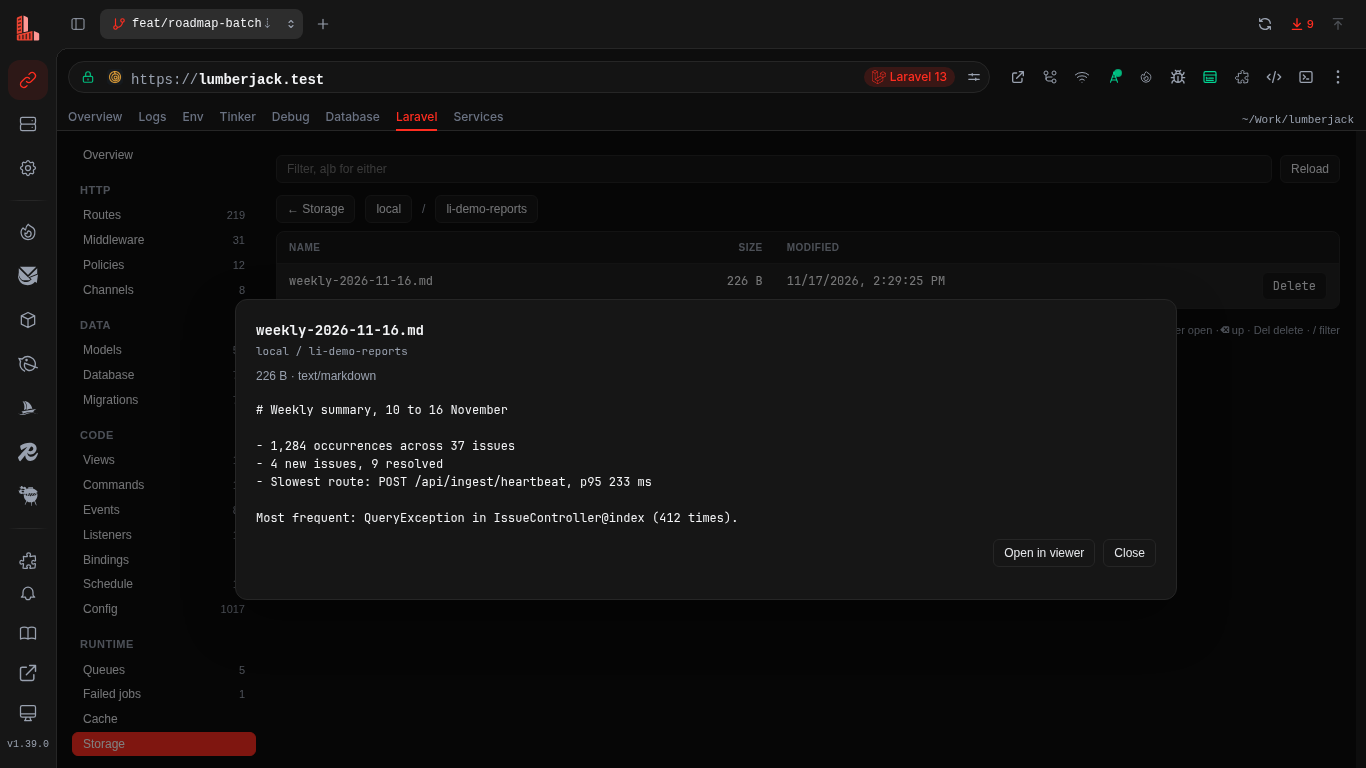 feat/roadmap-batch
9
https://lumberjack.test
Laravel 13
Overview Logs Env Tinker Debug Database Laravel Services
~/Work/lumberjack
Overview
HTTP
Routes 219
Middleware 31
Policies 12
Channels 8
DATA
Models
Database
Migrations
CODE
Views
Commands
Events
Listeners
Bindings
Schedule
Config 1017
RUNTIME
Queues 5
Failed jobs 1
Cache
Storage
v1.39.0
Filter, a|b for either
Reload
← Storage local / li-demo-reports
NAME SIZE MODIFIED
weekly-2026-11-16.md 226 B 11/17/2026, 2:29:25 PM Delete
open · up · Del delete · / filter
weekly-2026-11-16.md
local / li-demo-reports
226 B · text/markdown
# Weekly summary, 10 to 16 November
- 1,284 occurrences across 37 issues
- 4 new issues, 9 resolved
- Slowest route: POST /api/ingest/heartbeat, p95 233 ms
Most frequent: QueryException in IssueController@index (412 times).
Open in viewer Close